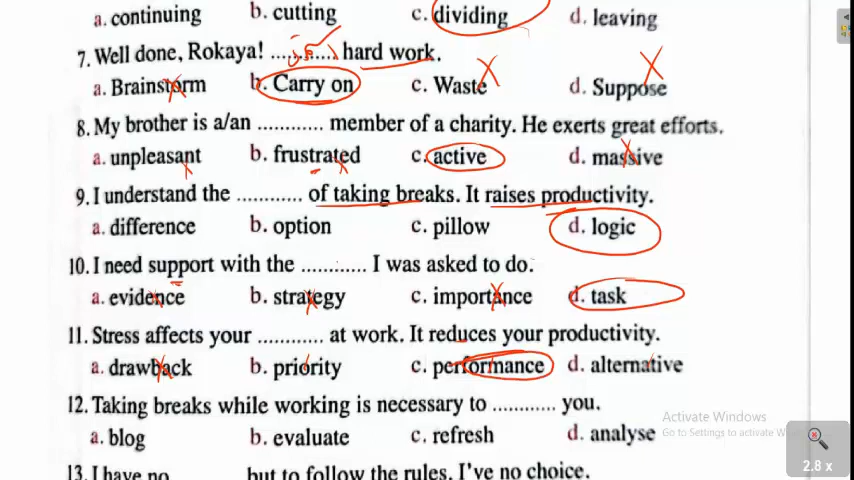 a. continuing b. cutting c. dividing d. leaving
7. Well done, Rokaya! ............ hard work.
a. Brainstorm b. Carry on c. Waste d. Suppose
8. My brother is a/an ............ member of a charity. He exerts great efforts.
a. unpleasant b. frustrated c. active d. massive
9. I understand the ............ of taking breaks. It raises productivity.
a. difference b. option c. pillow d. logic
10. I need support with the ............ I was asked to do.
a. evidence b. strategy c. importance d. task
11. Stress affects your ............ at work. It reduces your productivity.
a. drawback b. priority c. performance d. alternative
12. Taking breaks while working is necessary to ............ you.
a. blog b. evaluate c. refresh d. analyse
Activate Windows
Go to Settings to activate W
2.8 x
13. I have no ............ but to follow the rules. I've no choice.